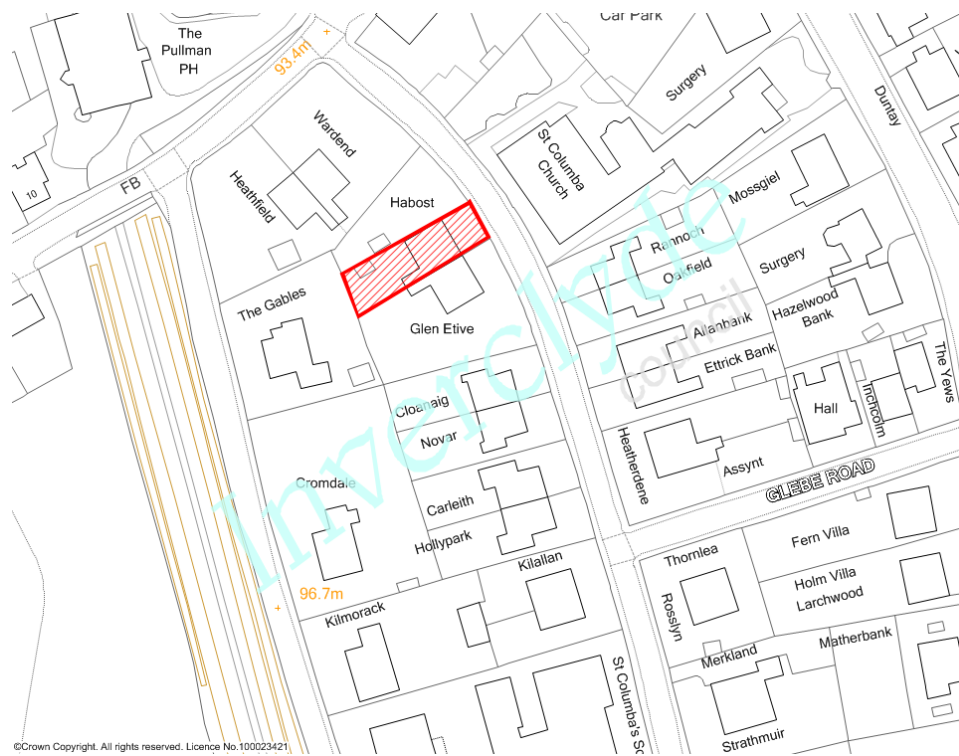 The
Pullman
PH
93.4m
Car Park
Surgery
Duntay
Wardend
St Columba
Church
10
FB
Heathfield
Habost
Mossgiel
Rannoch
Oakfield
Surgery
The Gables
Glen Etive
Allanbank
Hazelwood
Bank
Ettrick Bank
Inverclyde
council
Cloanaig
Novar
Hall
Inchcolm
The Yews
Heatherdene
Assynt
GLEBE ROAD
Cromdale
Carleith
Hollypark
Fern Villa
Thornlea
Kilallan
Holm Villa
Larchwood
96.7m
Kilmorack
Rosslyn
Matherbank
Merkland
St Columba's Sc
Strathmuir
©Crown Copyright. All rights reserved. Licence No.100023421